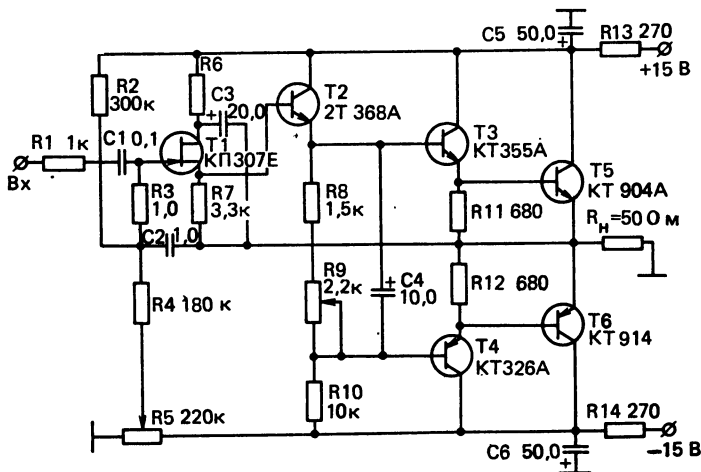 C5 50,0
+
R13 270
+15 В
R2
300к
R6
C3
+
20,0
T2
2Т 368А
T3
КТ355А
R1 1к
C1 0,1
T1
КП307Е
Вх
T5
КТ 904А
R3
1,0
R7
3,3к
R8
1,5к
R11 680
Rн=50 Ом
C2 1,0
R4 180 к
R9
2,2к
+
C4
10,0
R12 680
T6
КТ914
T4
КТ326А
R10
10к
R5 220к
R14 270
−15 В
C6 50,0
+